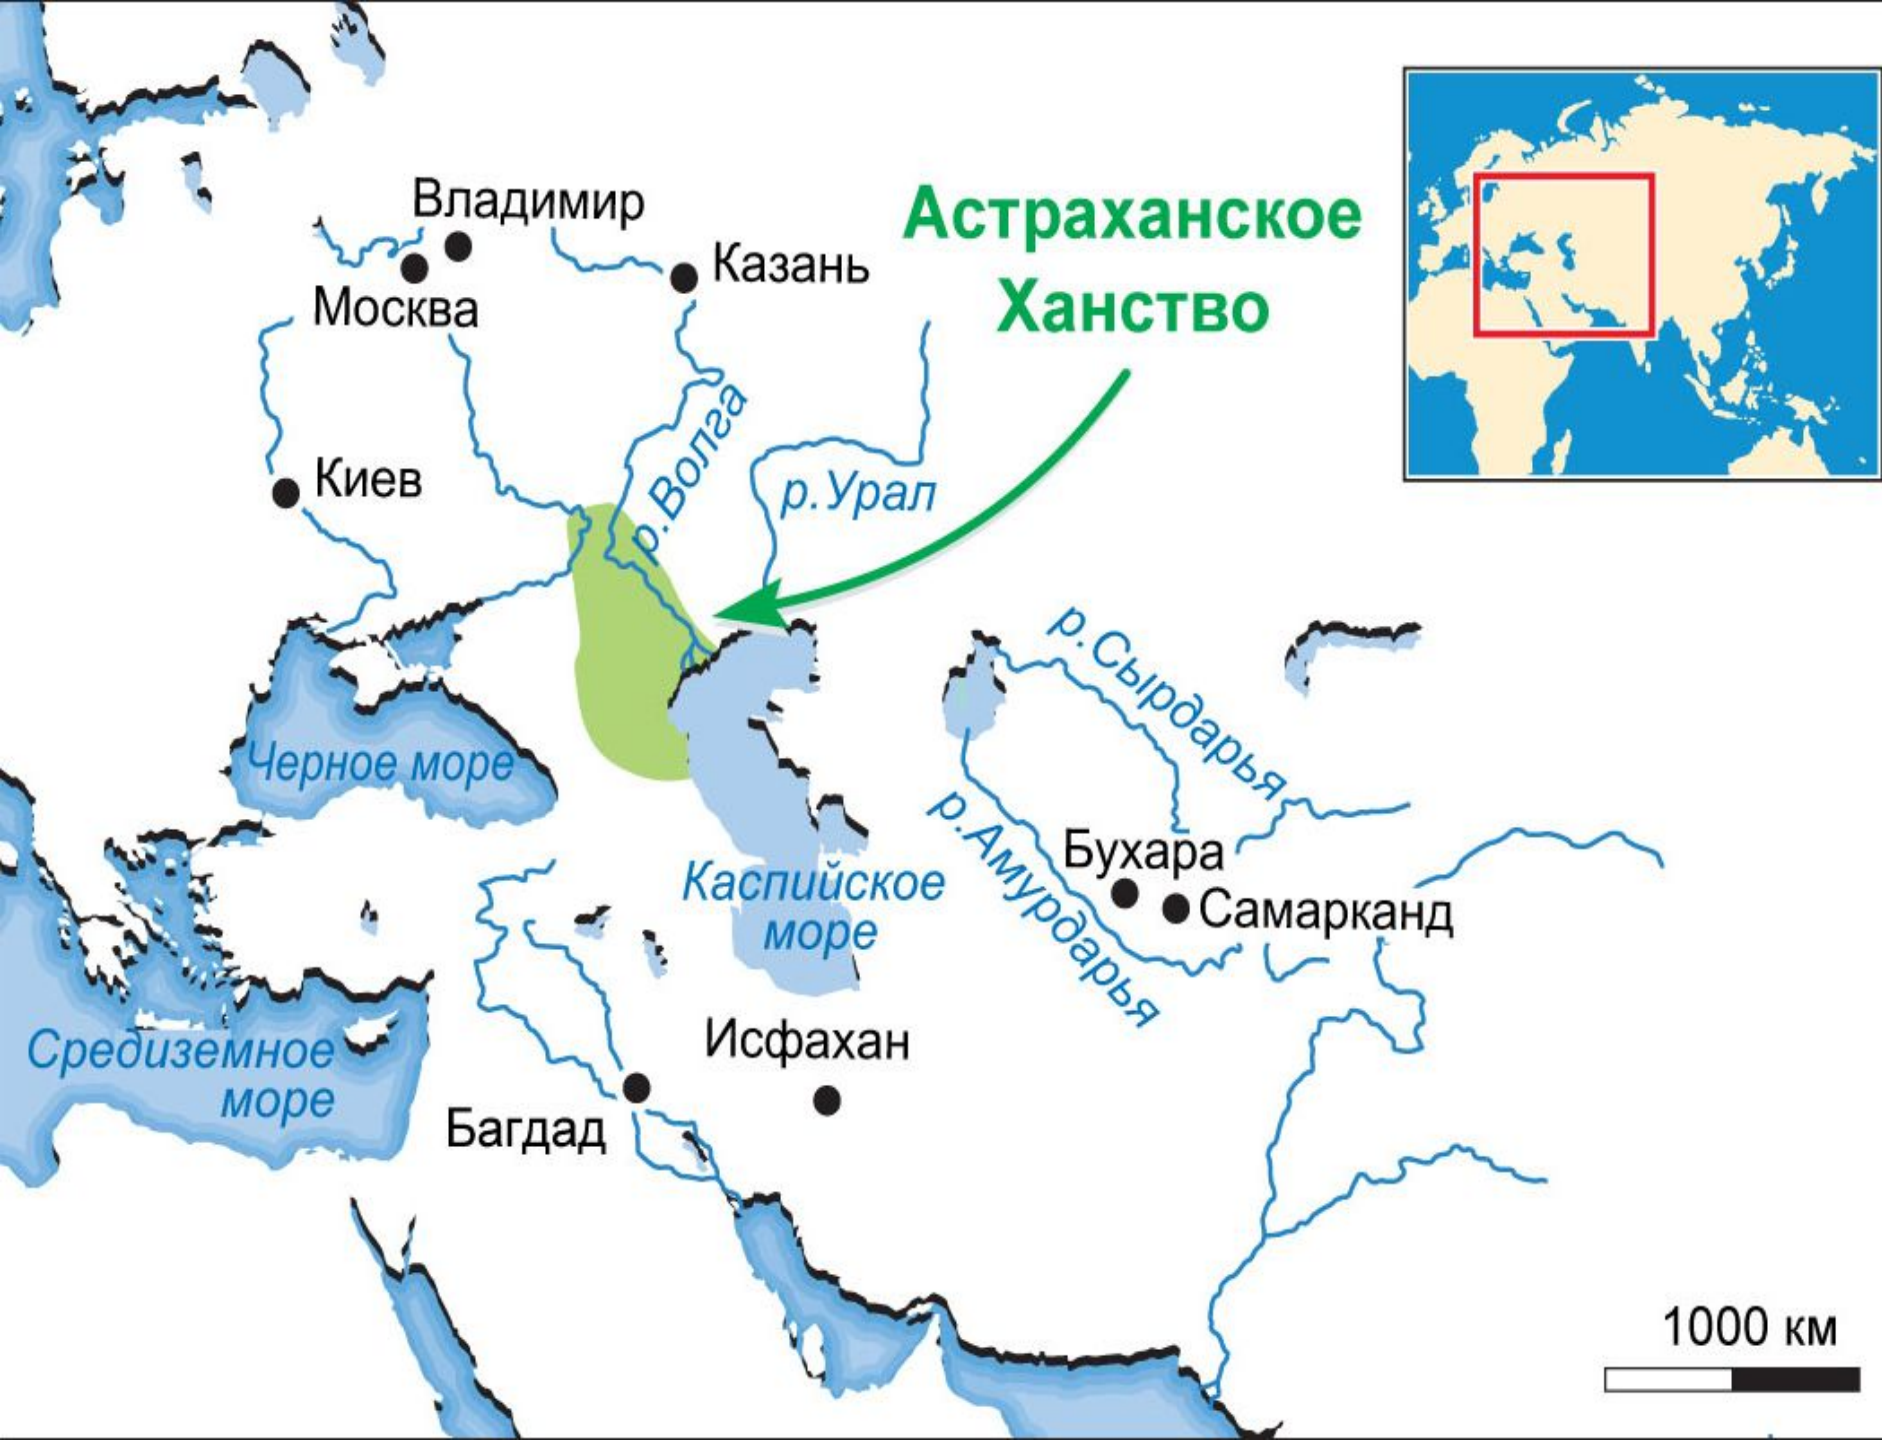 Владимир
Астраханское
Ханство
Казань
Москва
р.Волга
Киев
р.Урал
р.Сырдарья
Черное море
р.Амурдарья
Бухара
Каспийское
море
Самарканд
Исфахан
Средиземное
море
Багдад
1000 км